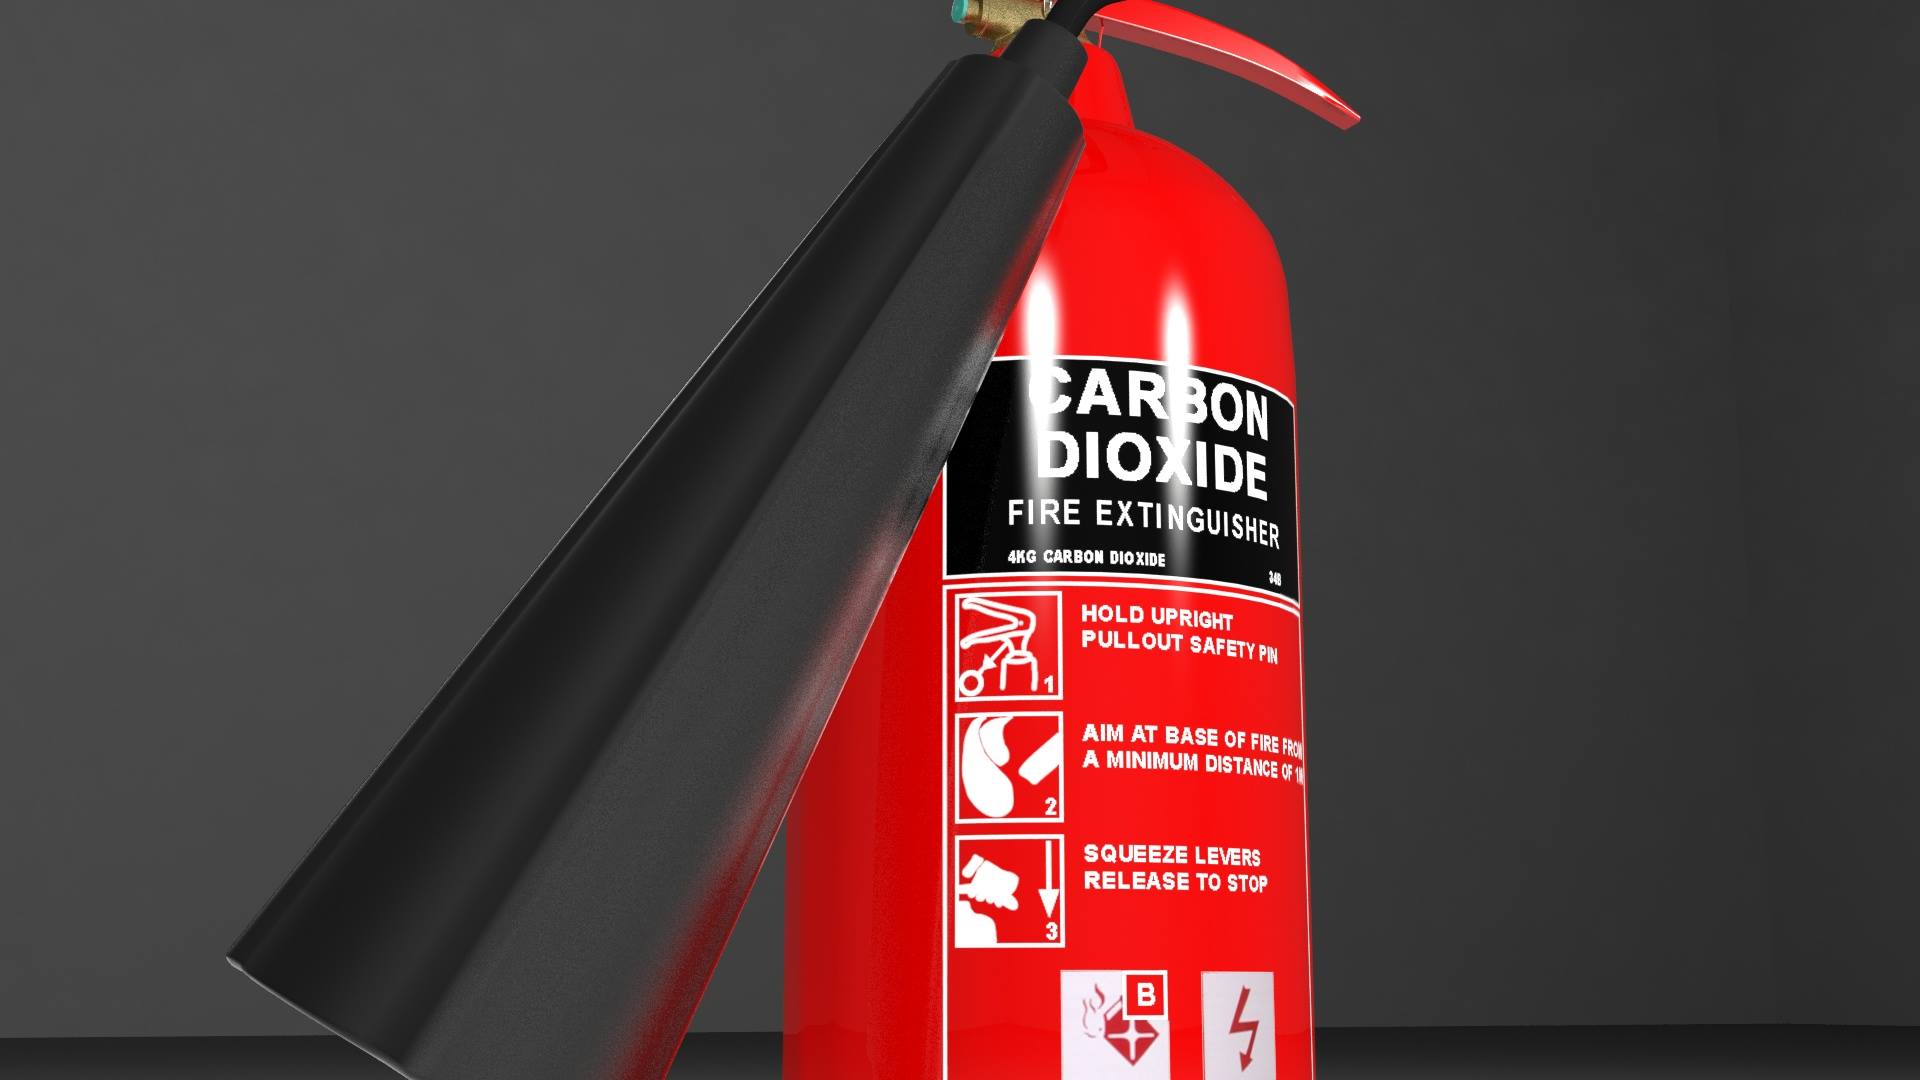 CARBON
DIOXIDE
FIRE EXTINGUISHER
4KG CARBON DIOXIDE
34B
HOLD UPRIGHT
PULLOUT SAFETY PIN
1
AIM AT BASE OF FIRE FROM
A MINIMUM DISTANCE OF 1M
2
SQUEEZE LEVERS
RELEASE TO STOP
3
B